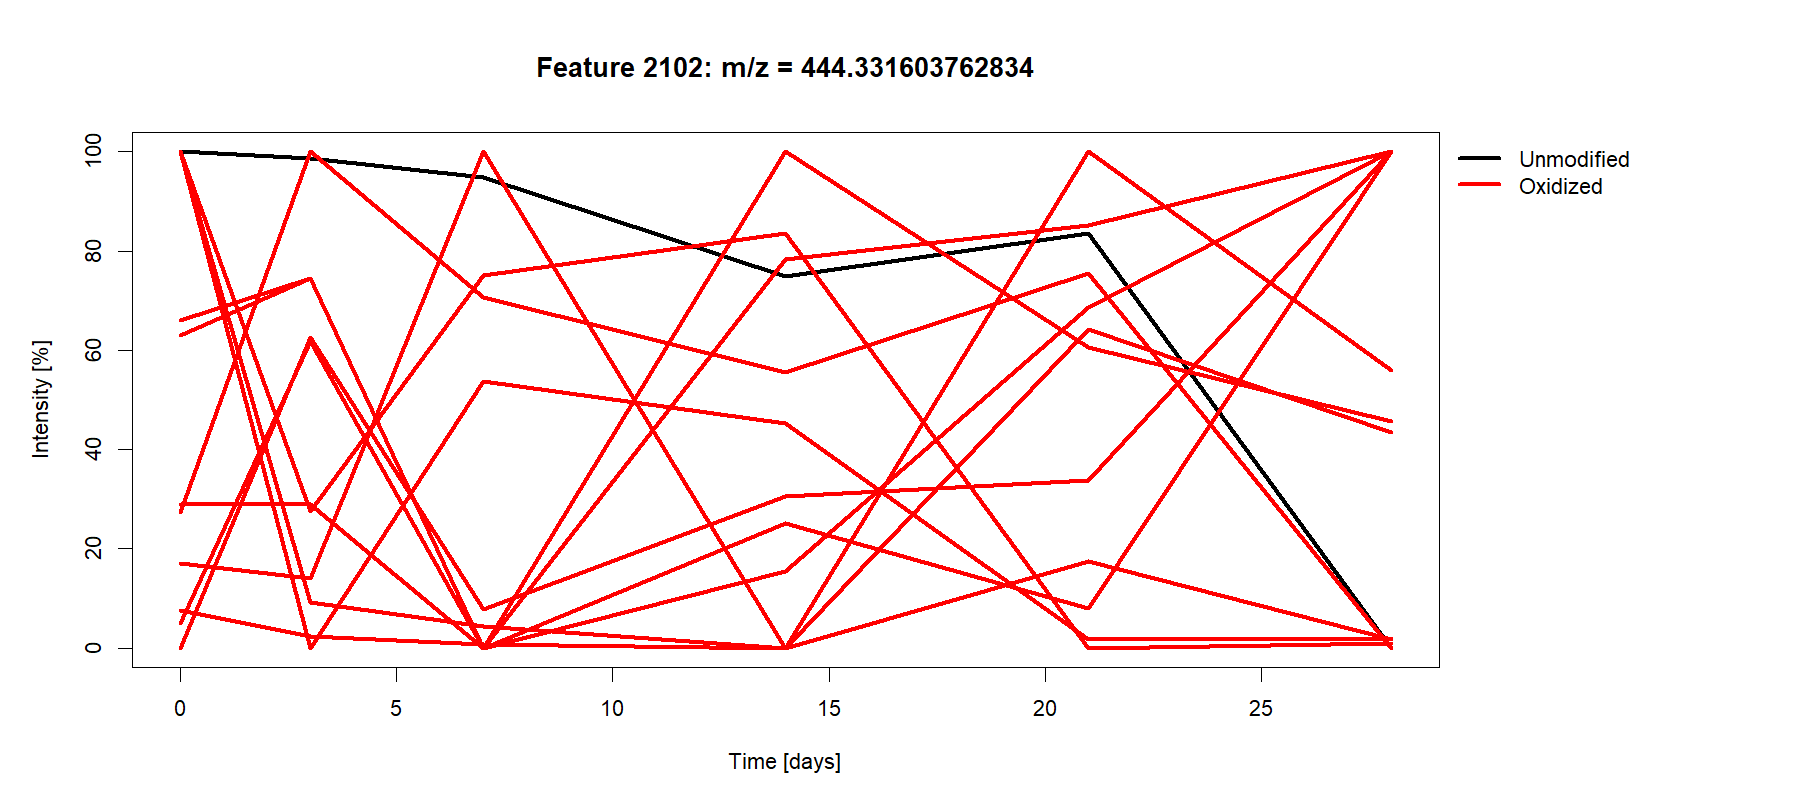 Feature 2102: m/z = 444.331603762834
Unmodified
Oxidized
Intensity [%]
100
80
60
40
20
0
0 5 10 15 20 25
Time [days]